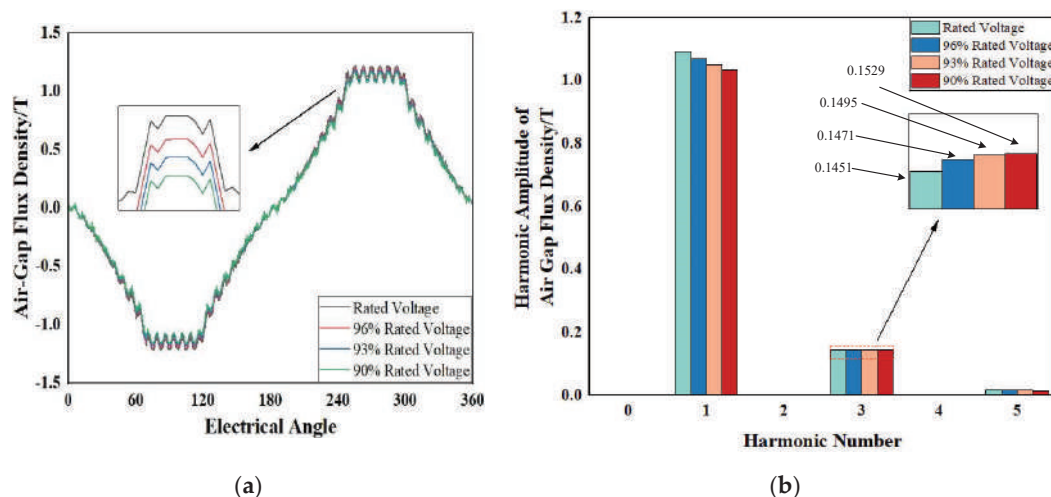 1.5
1.0
0.5
0.0
-0.5
-1.0
-1.5
Air-Gap Flux Density/T
0
60
120
180
240
300
360
Electrical Angle
Rated Voltage
96% Rated Voltage
93% Rated Voltage
90% Rated Voltage
(a)
1.2
1.0
0.8
0.6
0.4
0.2
0.0
Harmonic Amplitude of
Air Gap Flux Density/T
0
1
2
3
4
5
Harmonic Number
Rated Voltage
96% Rated Voltage
93% Rated Voltage
90% Rated Voltage
0.1529
0.1495
0.1471
0.1451
(b)